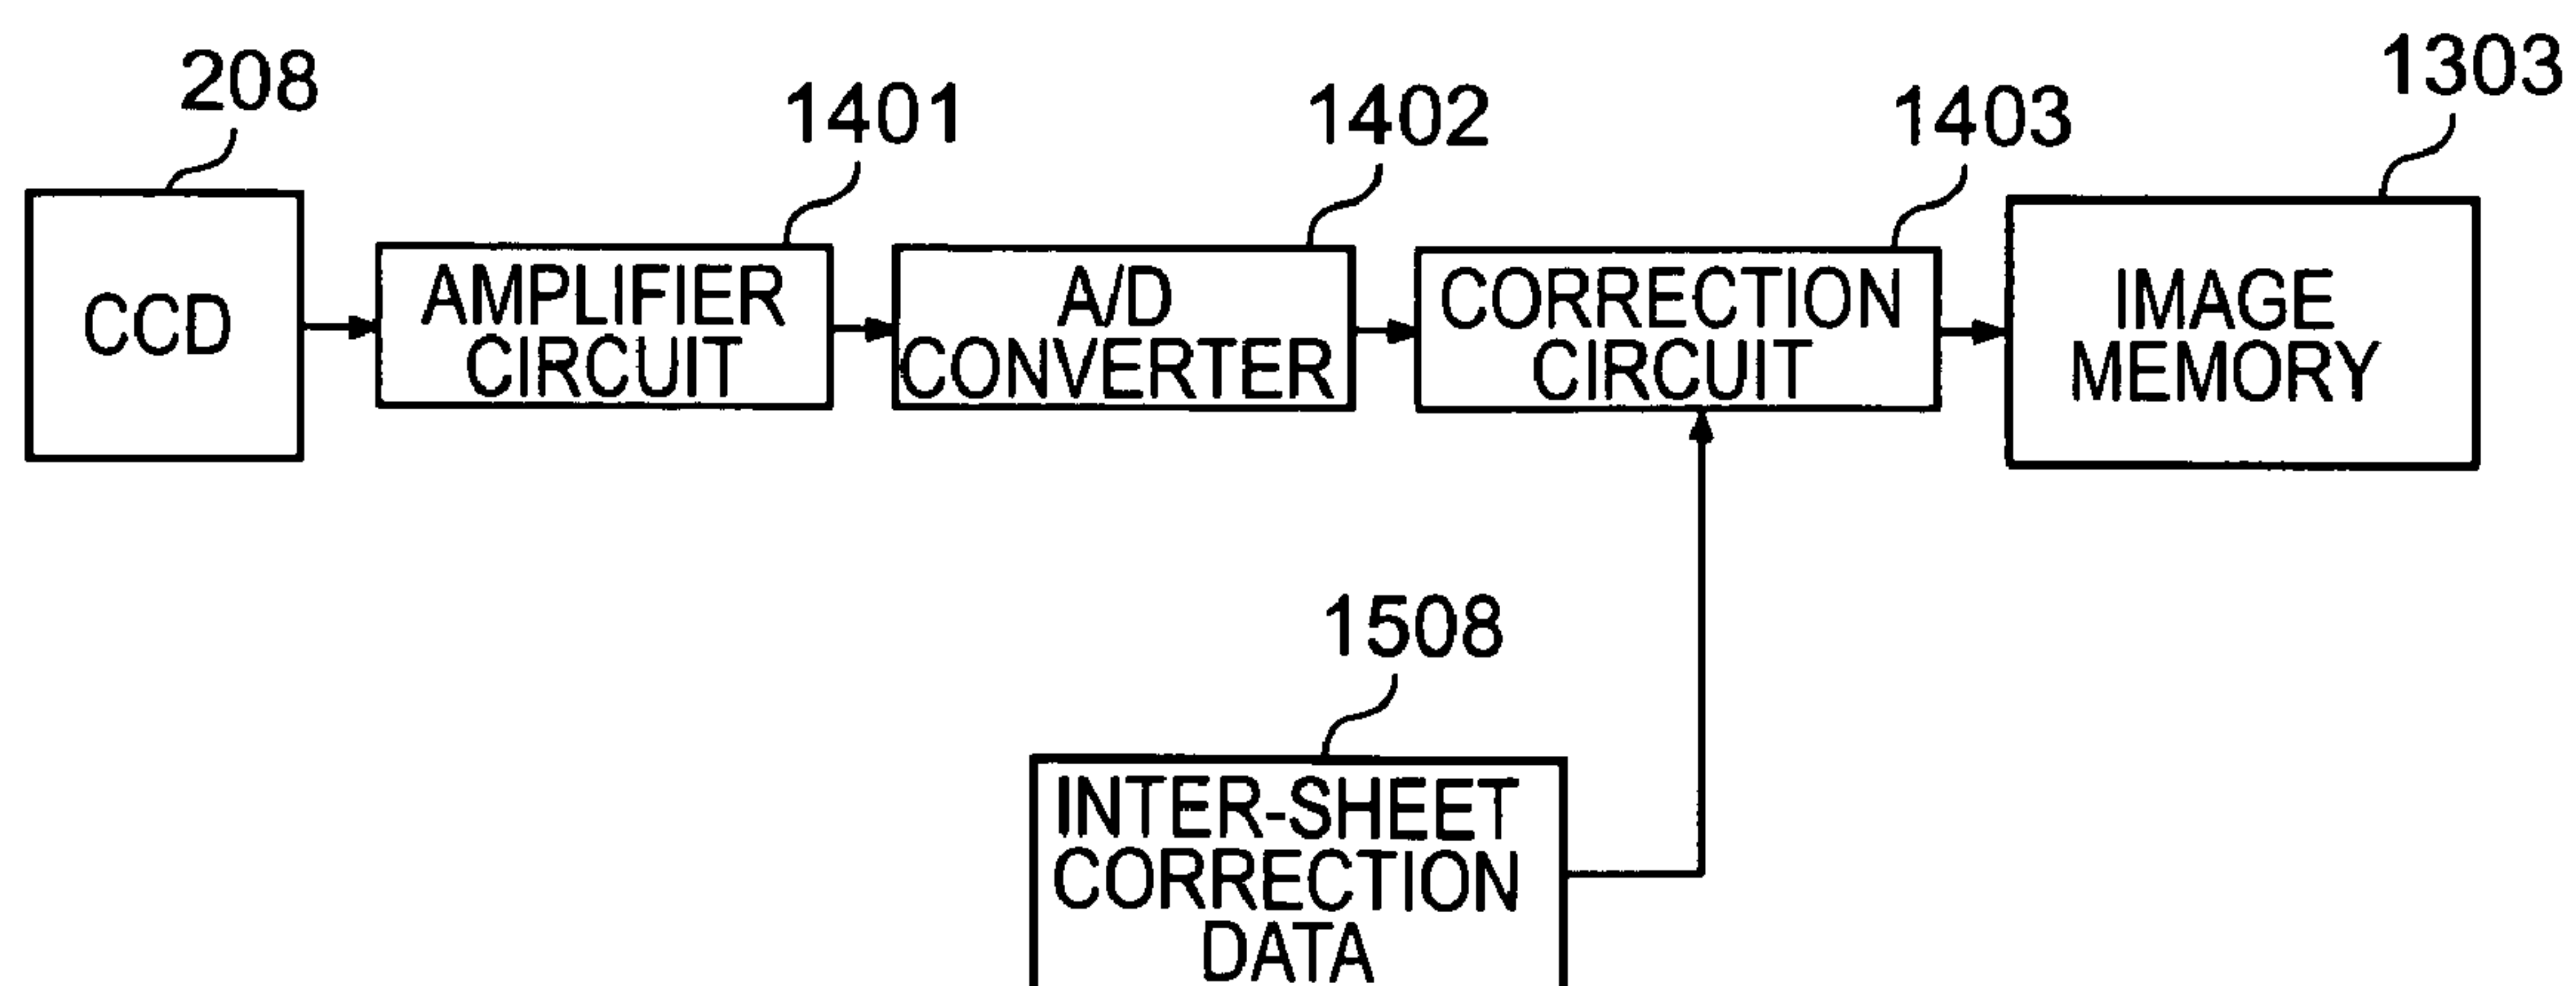 208
1401
1402
1403
1303
CCD
AMPLIFIER
CIRCUIT
A/D
CONVERTER
CORRECTION
CIRCUIT
IMAGE
MEMORY
1508
INTER-SHEET
CORRECTION
DATA